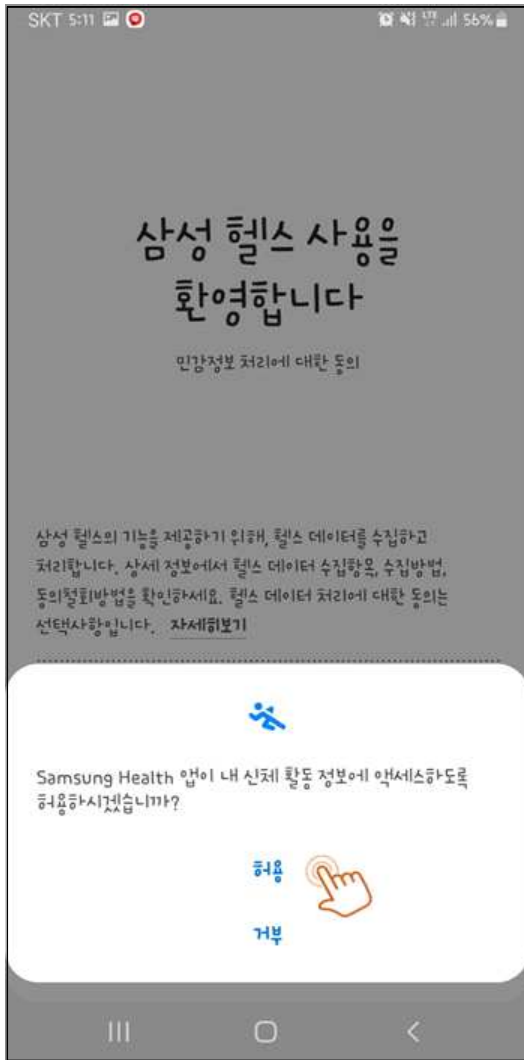 SKT 5:11
LTE 56%
삼성 헬스 사용을
환영합니다
민감정보 처리에 대한 동의
삼성 헬스의 기능을 제공하기 위해, 헬스 데이터를 수집하고
처리합니다. 상세 정보에서 헬스 데이터 수집항목, 수집방법,
동의철회방법을 확인하세요. 헬스 데이터 처리에 대한 동의는
선택사항입니다. 자세히보기
Samsung Health 앱이 내 신체 활동 정보에 액세스하도록
허용하시겠습니까?
허용
거부